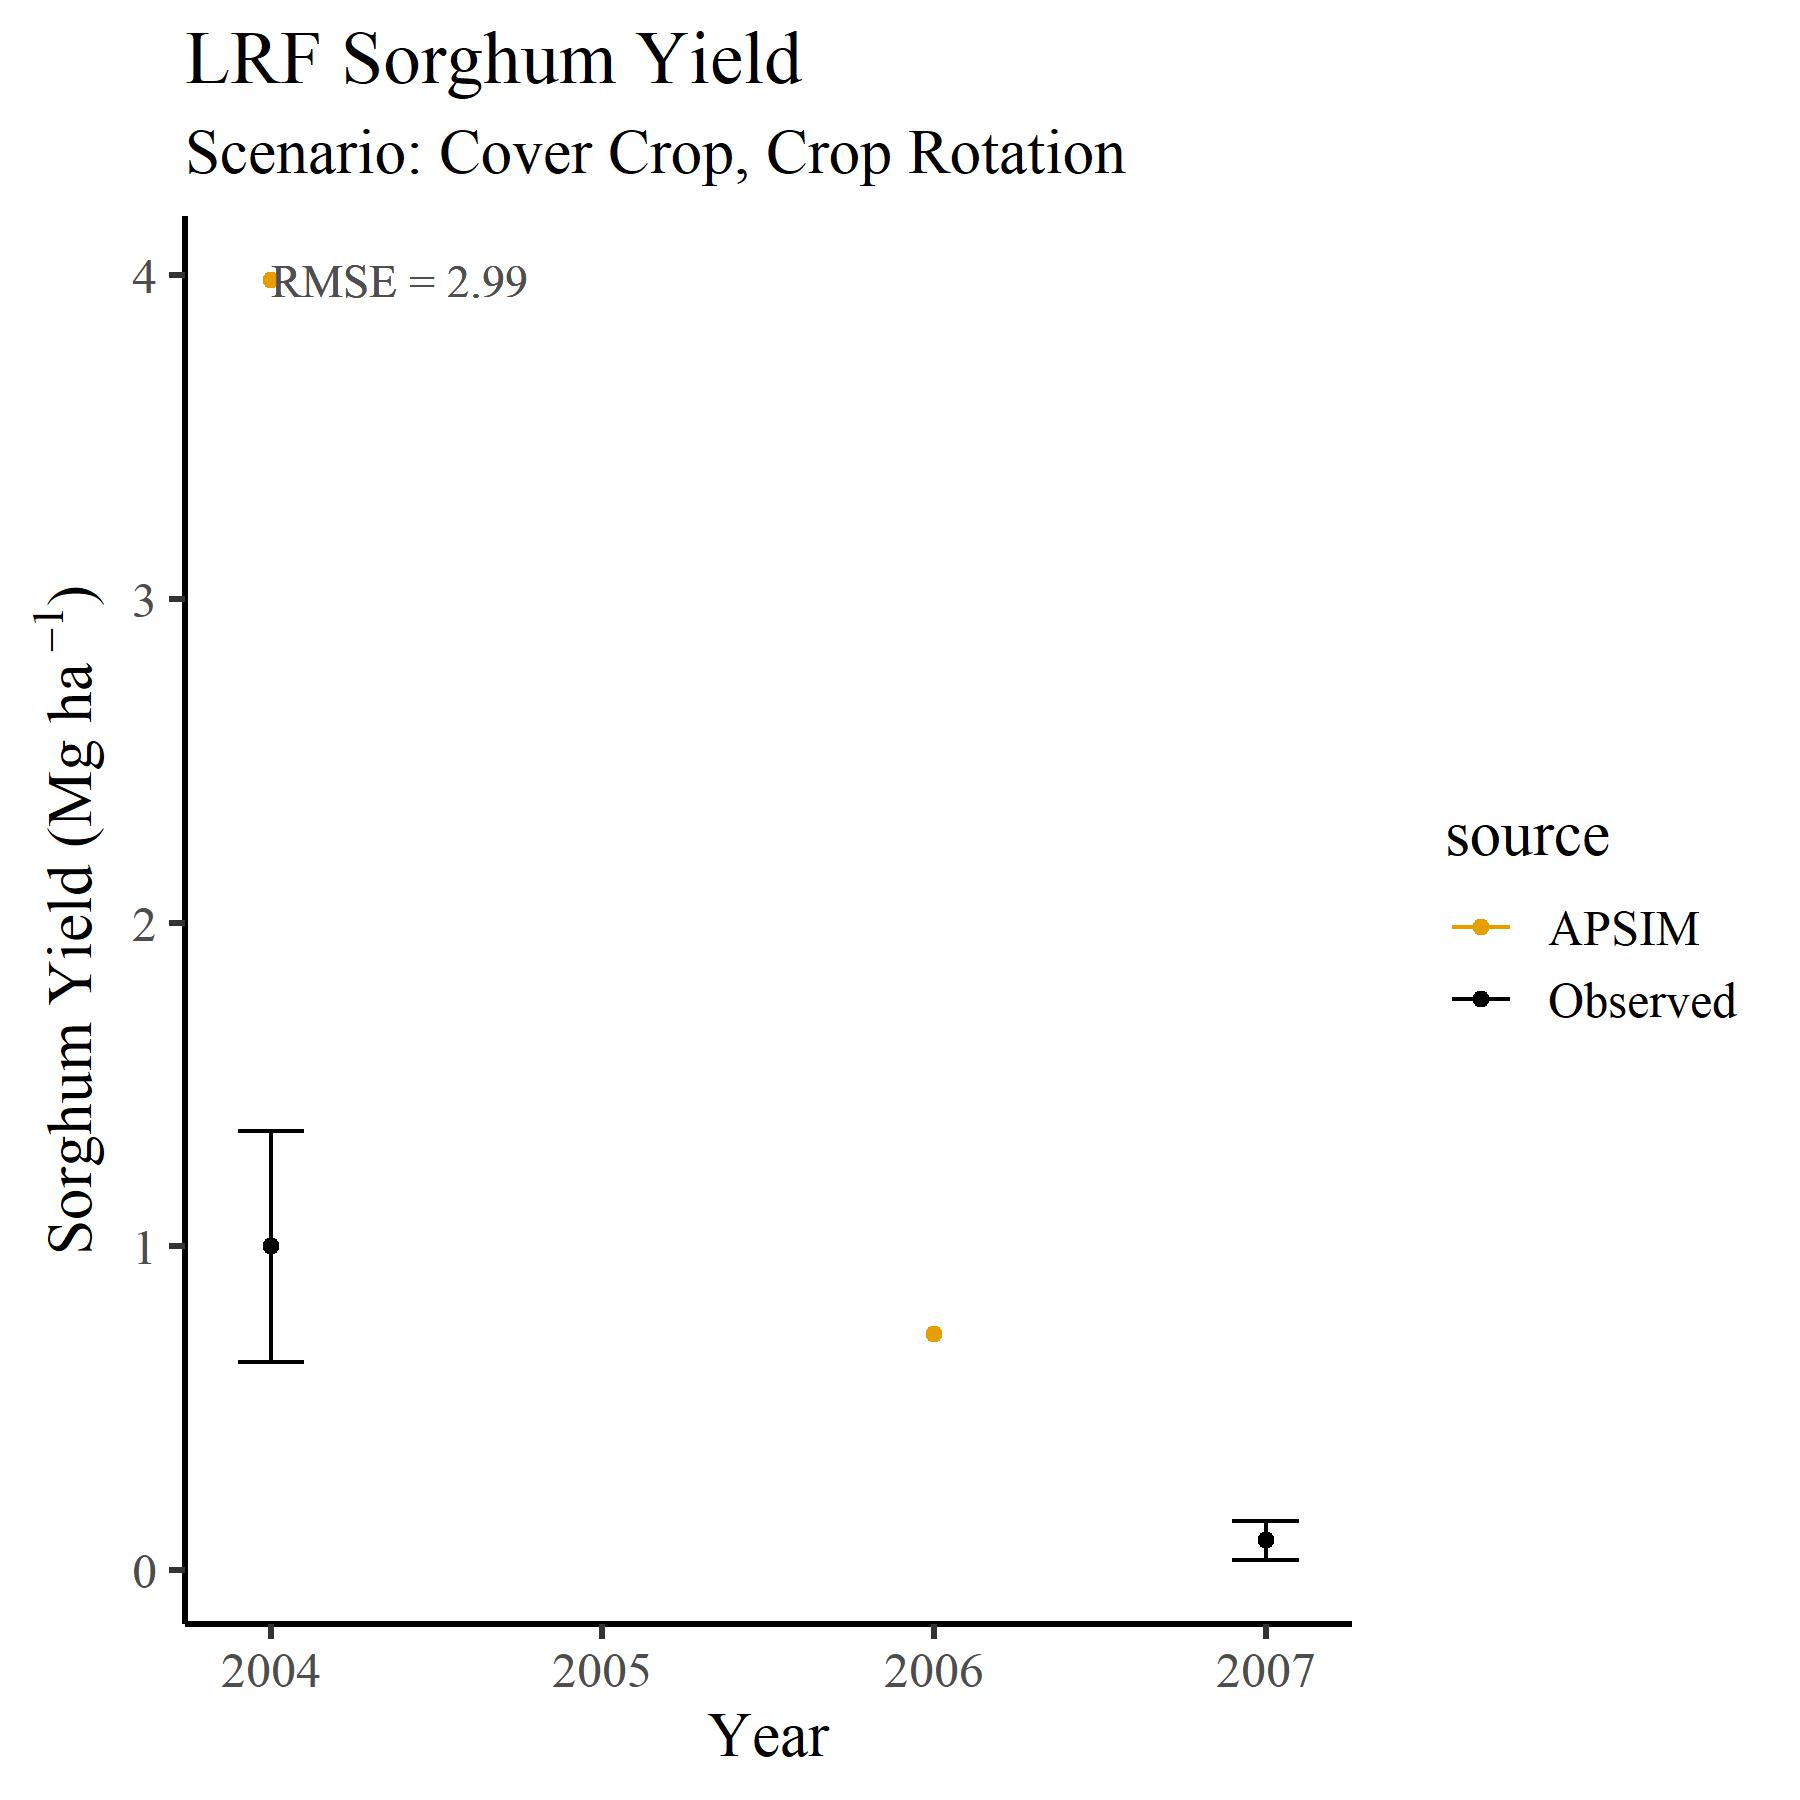 LRF Sorghum Yield
Scenario: Cover Crop, Crop Rotation
Sorghum Yield (Mg ha⁻¹)
4
3
2
1
0
RMSE = 2.99
2004 2005 2006 2007
Year
source
APSIM
Observed